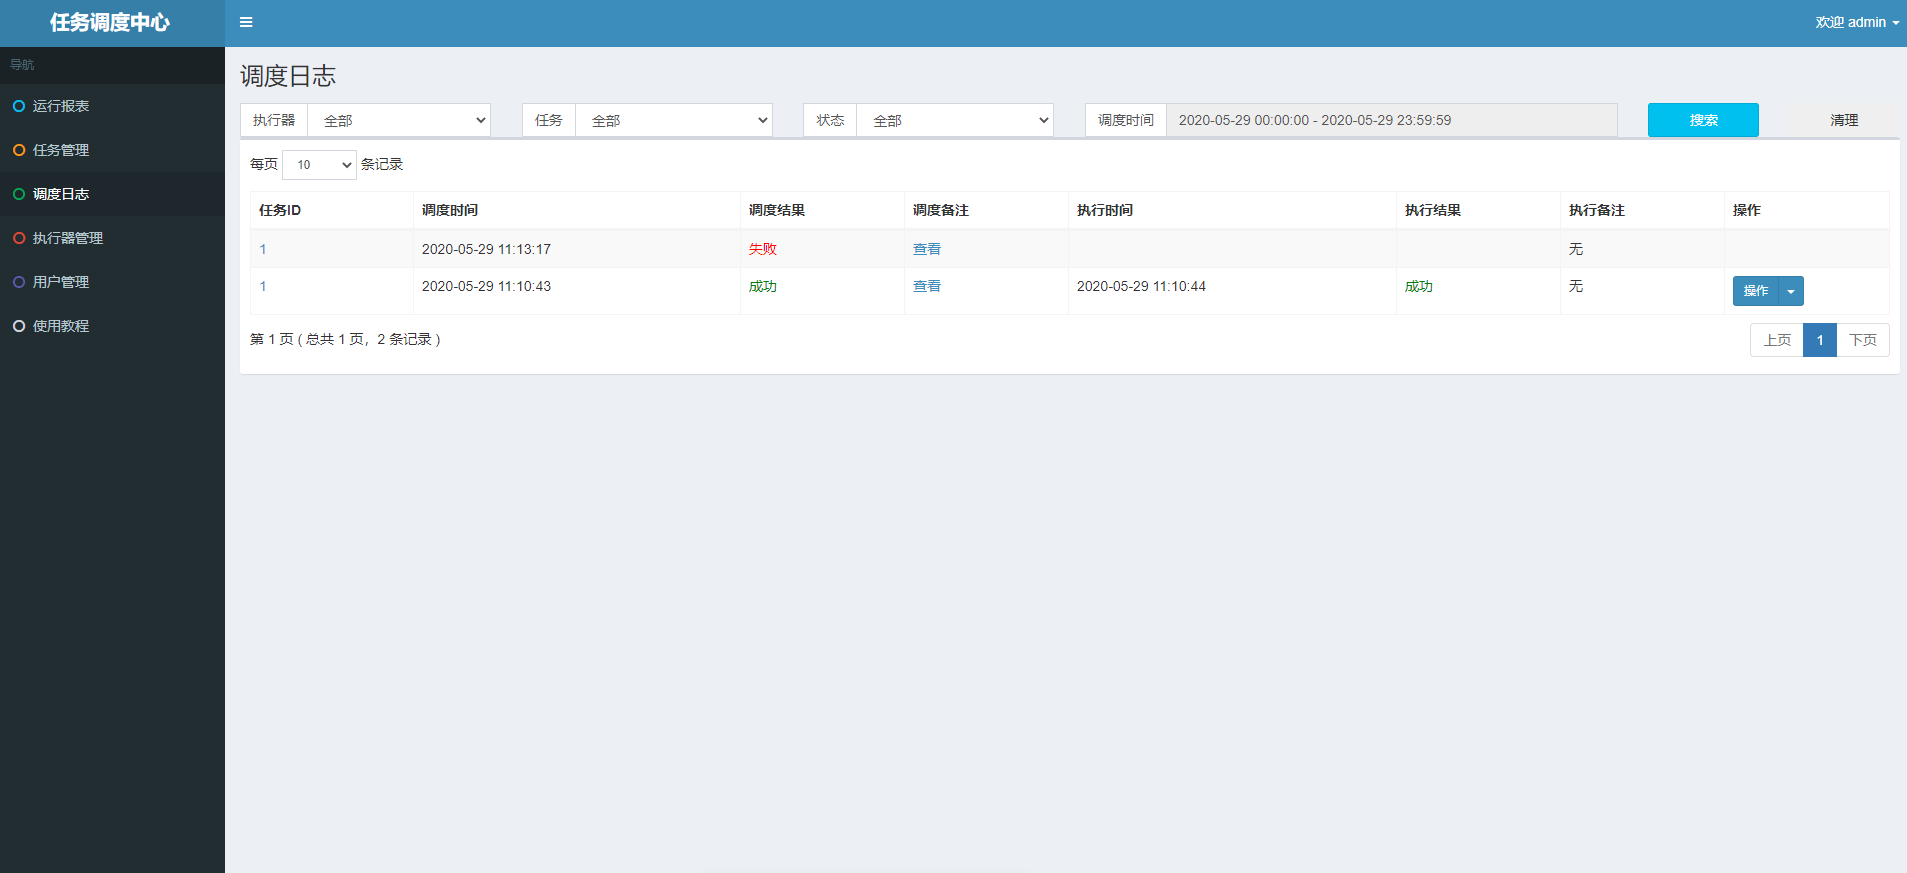 任务调度中心
欢迎 admin
导航
运行报表
任务管理
调度日志
执行器管理
用户管理
使用教程
调度日志
执行器 全部 任务 全部 状态 全部 调度时间 2020-05-29 00:00:00 - 2020-05-29 23:59:59 搜索 清理
每页 10 条记录
任务ID 调度时间 调度结果 调度备注 执行时间 执行结果 执行备注 操作
1 2020-05-29 11:13:17 失败 查看 无
1 2020-05-29 11:10:43 成功 查看 2020-05-29 11:10:44 成功 无 操作
第 1 页 ( 总共 1 页，2 条记录 ) 上页 1 下页